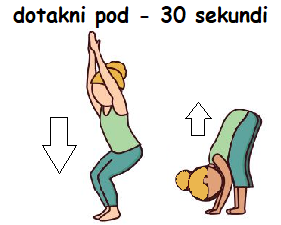 dotakni pod - 30 sekundi